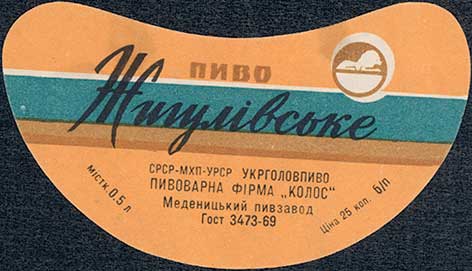 ПИВО
Жигулівське
СРСР-МХП-УРСР УКРГОЛОВПИВО
ПИВОВАРНА ФІРМА „КОЛОС"
Меденицький пивзавод
Гост 3473-69
МІСТК. 0,5 л
Ціна 25 коп. б/п